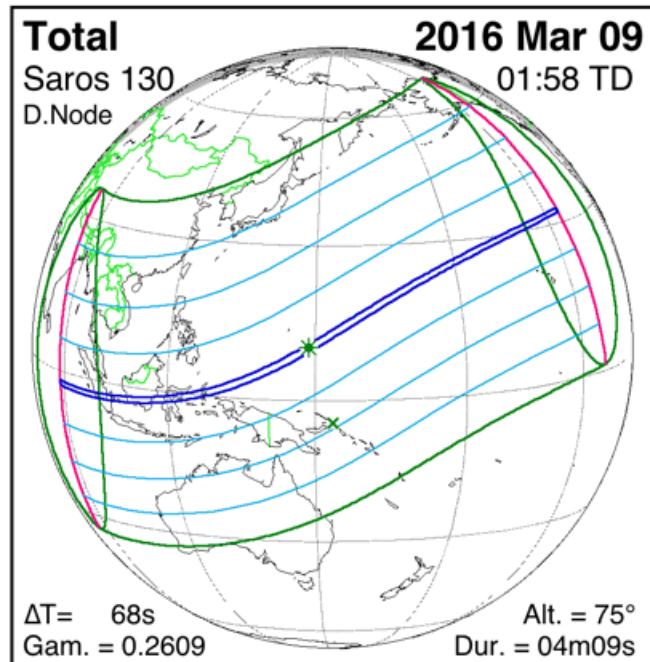 Total 2016 Mar 09
Saros 130 01:58 TD
D.Node
ΔT= 68s Alt. = 75°
Gam. = 0.2609 Dur. = 04m09s